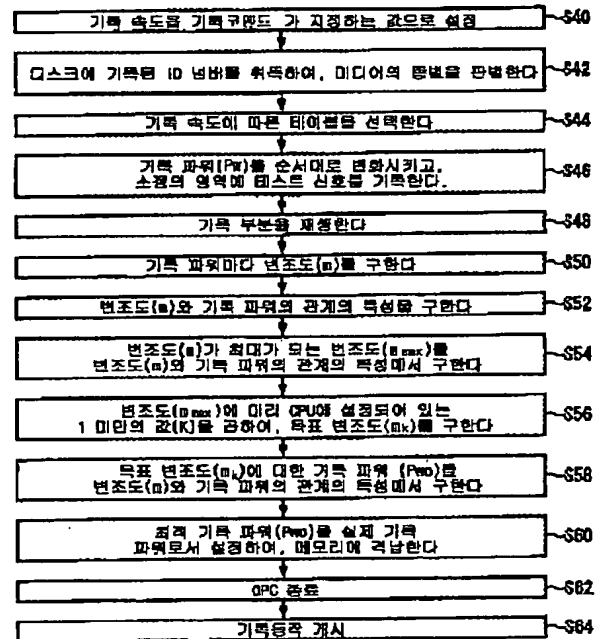 기록 속도을 기록코맨드 가 지정하는 값으로 설정
S40
디스크에 기록된 ID 넘버를 취득하여, 미디어의 종별을 판별한다
S42
기록 속도에 따른 테이블을 선택한다
S44
기록 파워(Pw)를 순서대로 변화시키고,
소정의 영역에 테스트 신호를 기록한다.
S46
기록 부분을 재생한다
S48
기록 파워마다 변조도(m)를 구한다
S50
변조도(m)와 기록 파워의 관계의 특성을 구한다
S52
변조도(m)가 최대가 되는 변조도(m max)를
변조도(m)와 기록 파워의 관계의 특성에서 구한다
S54
변조도(m max)에 미리 CPU에 설정되어 있는
1 미만의 값[K]을 곱하여, 목표 변조도(mk)를 구한다
S56
목표 변조도(mk)에 대한 기록 파워 (Pwo)를
변조도(m)와 기록 파워의 관계의 특성에서 구한다
S58
최적 기록 파워(Pwo)을 실제 기록
파워로서 설정하여, 메모리에 격납한다
S60
OPC 종료
S62
기록동작 개시
S64